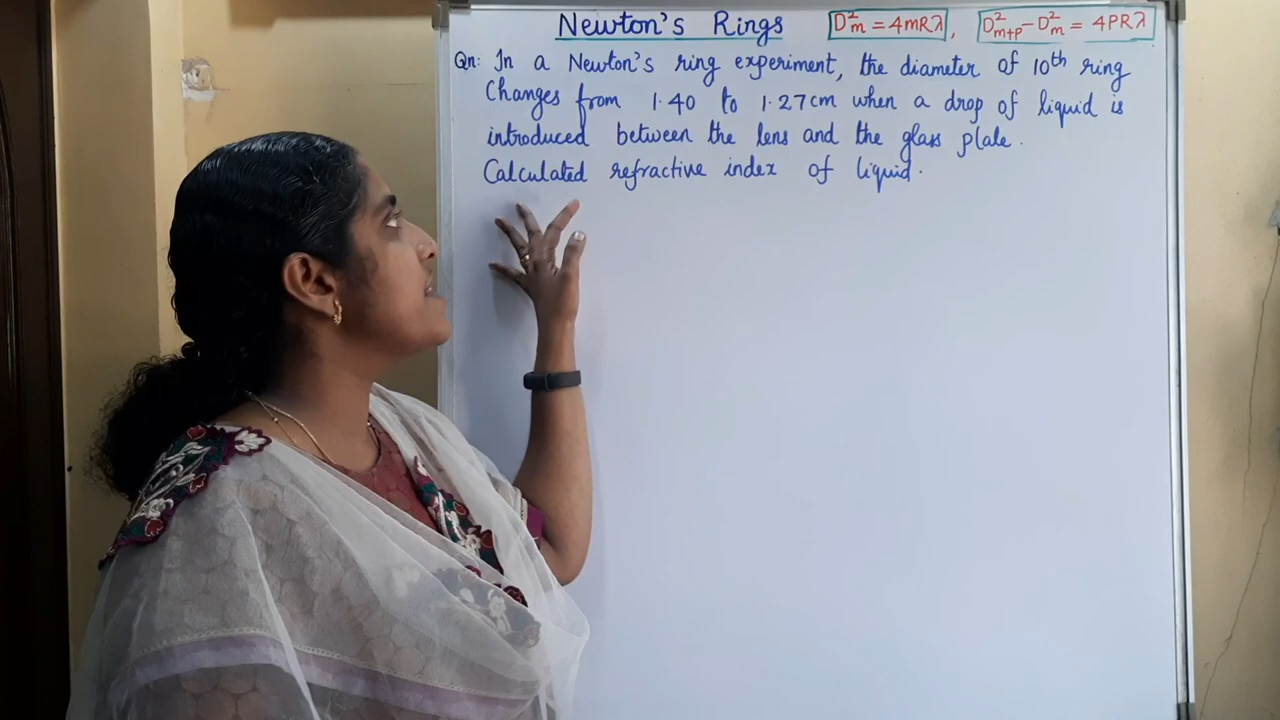 Newton's Rings D²ₘ = 4mRλ, D²ₘ₊ₚ - D²ₘ = 4PRλ
Qn: In a Newton's ring experiment, the diameter of 10th ring
Changes from 1.40 to 1.27cm when a drop of liquid is
introduced between the lens and the glass plate.
Calculated refractive index of liquid.